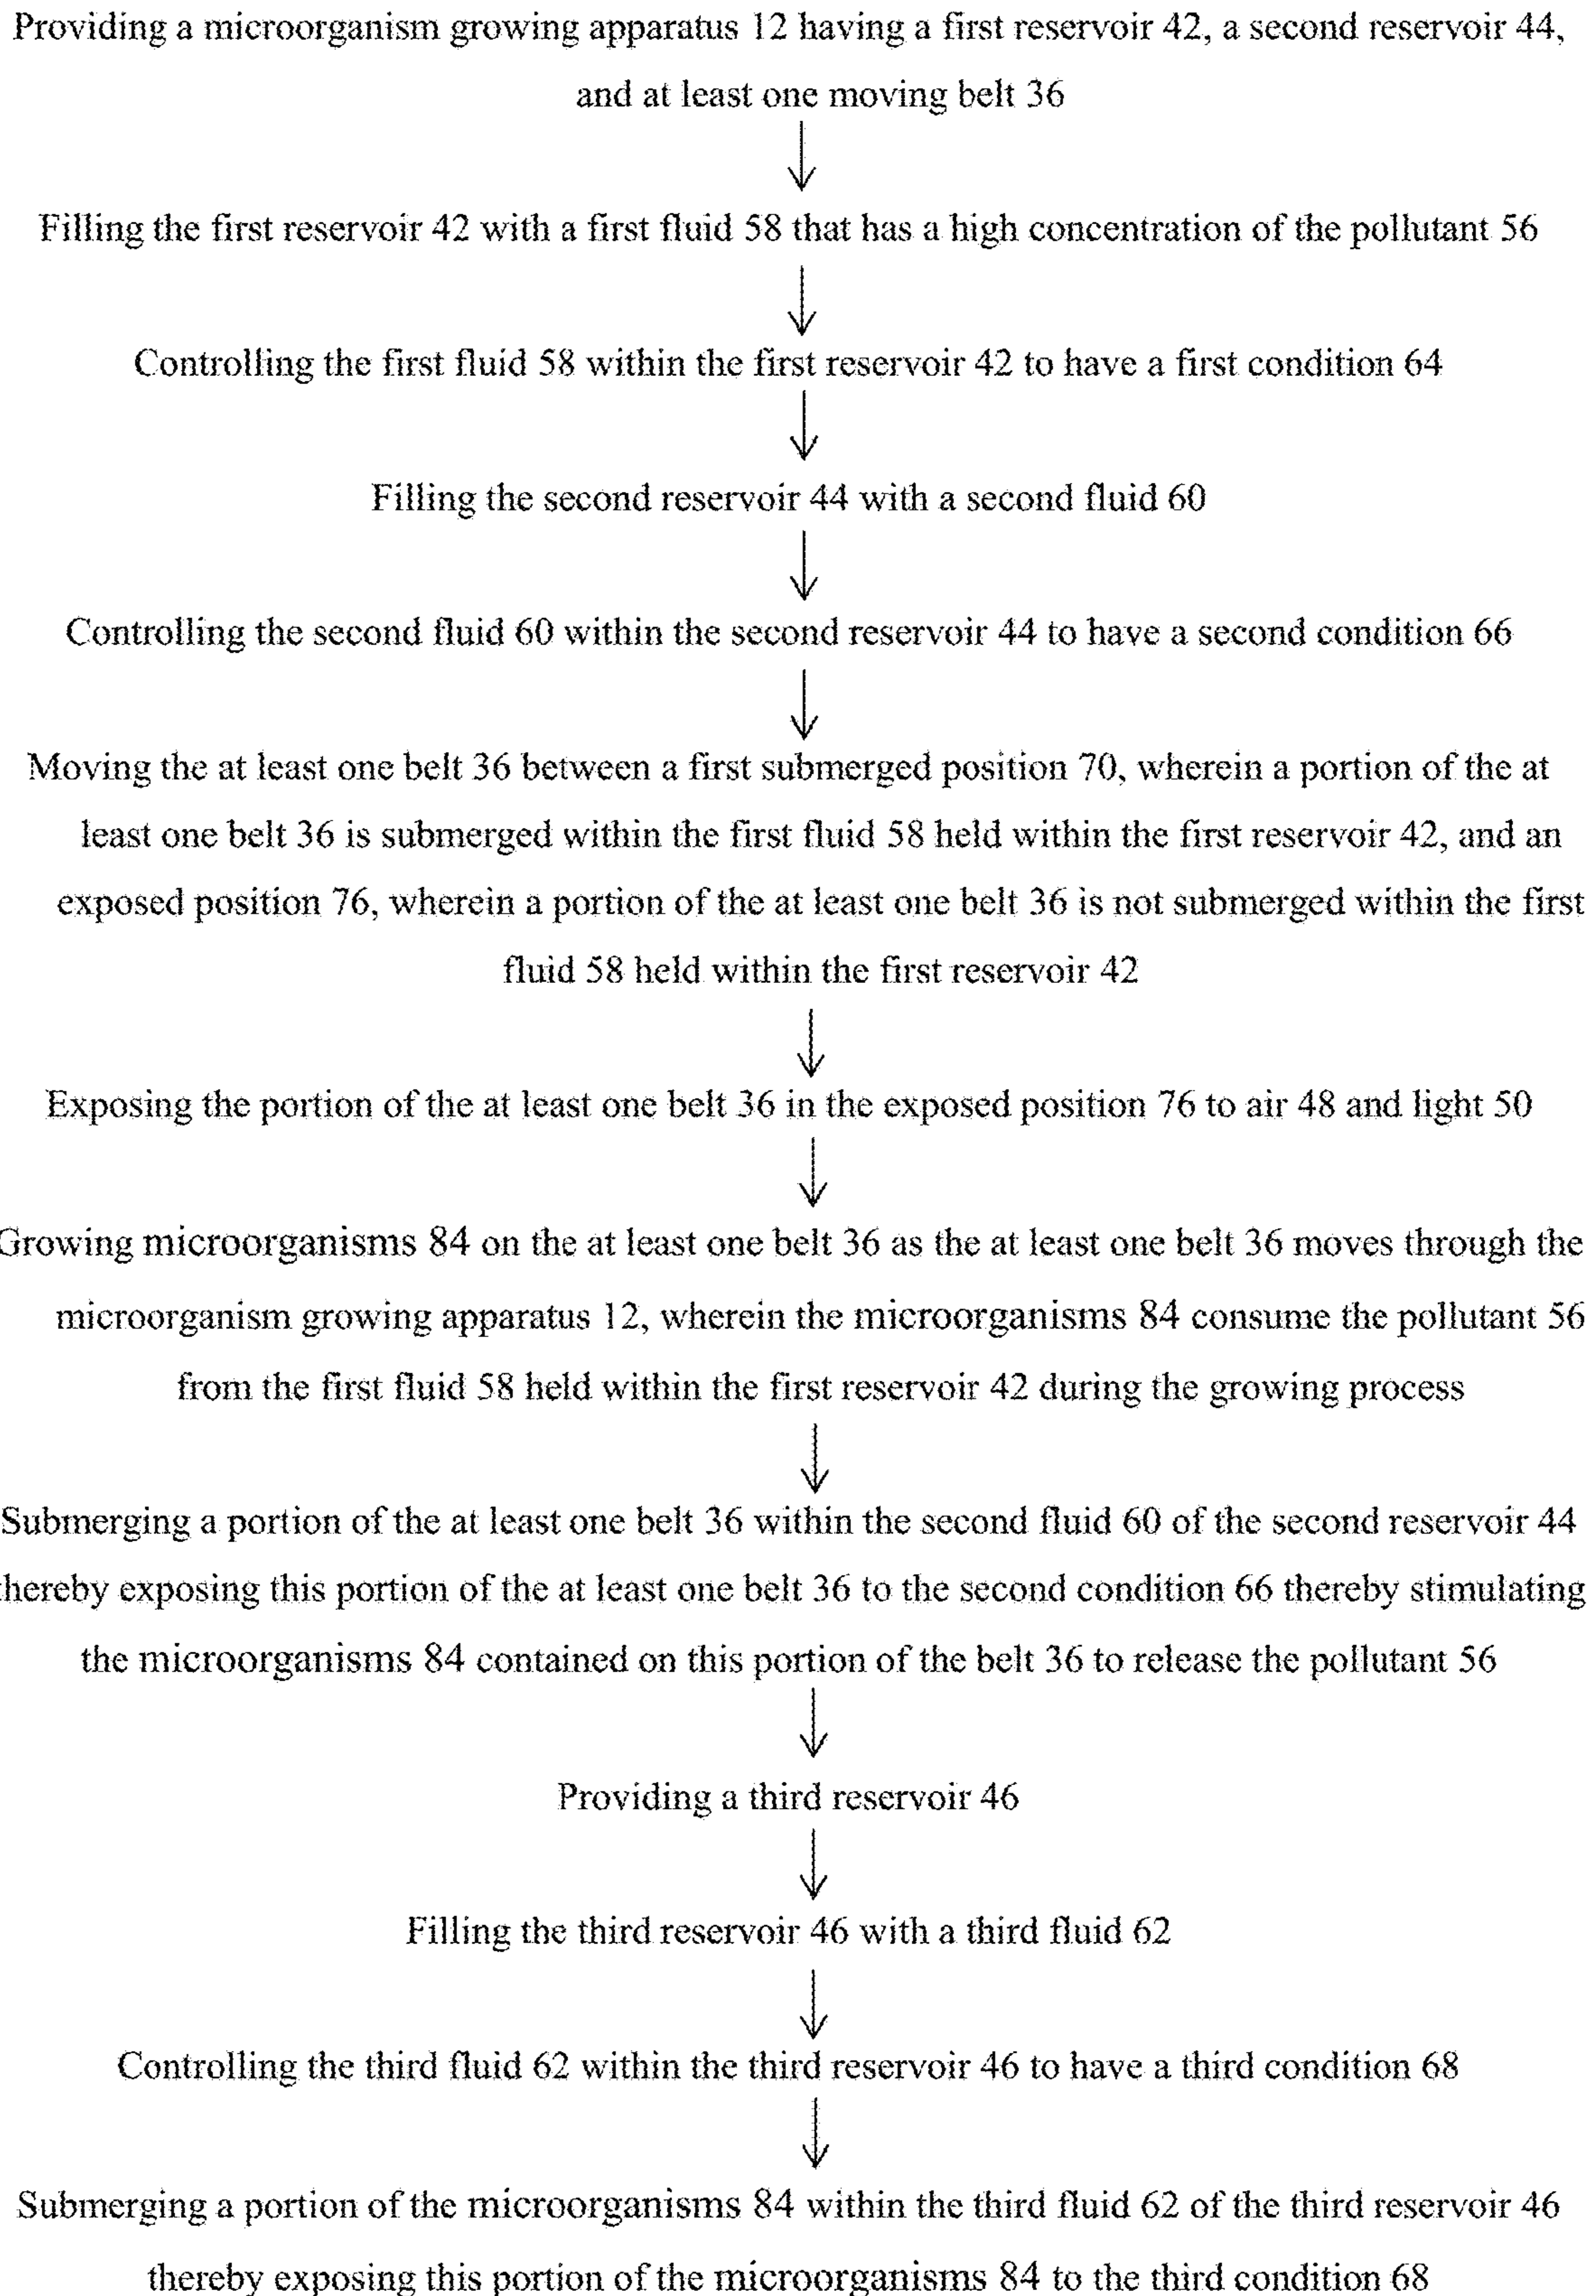 Providing a microorganism growing apparatus 12 having a first reservoir 42, a second reservoir 44,
and at least one moving belt 36
Filling the first reservoir 42 with a first fluid 58 that has a high concentration of the pollutant 56
Controlling the first fluid 58 within the first reservoir 42 to have a first condition 64
Filling the second reservoir 44 with a second fluid 60
Controlling the second fluid 60 within the second reservoir 44 to have a second condition 66
Moving the at least one belt 36 between a first submerged position 70, wherein a portion of the at
least one belt 36 is submerged within the first fluid 58 held within the first reservoir 42, and an
exposed position 76, wherein a portion of the at least one belt 36 is not submerged within the first
fluid 58 held within the first reservoir 42
Exposing the portion of the at least one belt 36 in the exposed position 76 to air 48 and light 50
Growing microorganisms 84 on the at least one belt 36 as the at least one belt 36 moves through the
microorganism growing apparatus 12, wherein the microorganisms 84 consume the pollutant 56
from the first fluid 58 held within the first reservoir 42 during the growing process
Submerging a portion of the at least one belt 36 within the second fluid 60 of the second reservoir 44
thereby exposing this portion of the at least one belt 36 to the second condition 66 thereby stimulating
the microorganisms 84 contained on this portion of the belt 36 to release the pollutant 56
Providing a third reservoir 46
Filling the third reservoir 46 with a third fluid 62
Controlling the third fluid 62 within the third reservoir 46 to have a third condition 68
Submerging a portion of the microorganisms 84 within the third fluid 62 of the third reservoir 46
thereby exposing this portion of the microorganisms 84 to the third condition 68